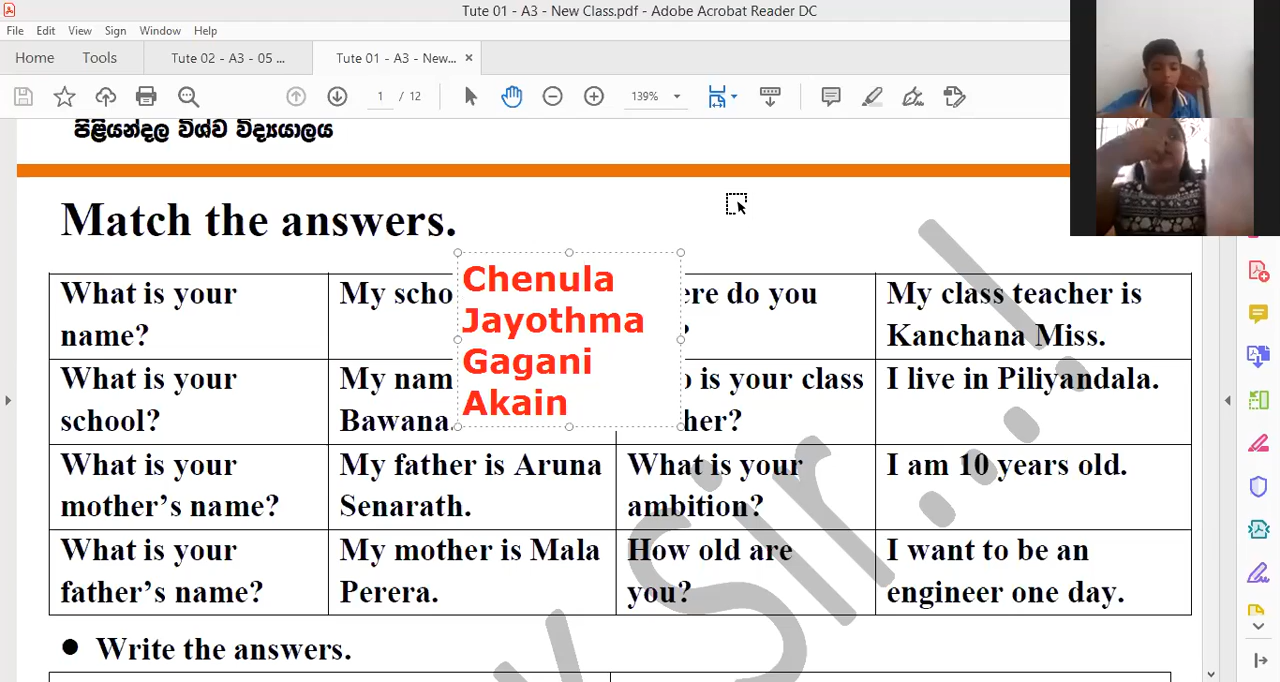 Tute 01 - A3 - New Class.pdf - Adobe Acrobat Reader DC
File Edit View Sign Window Help
Home Tools Tute 02 - A3 - 05 ... Tute 01 - A3 - New... ×
1 / 12 139%
පිළියන්දල විශ්ව විද්‍යයාලය
Match the answers.
Chenula
Jayothma
Gagani
Akain
What is your
name?
My scho
ere do you
?
My class teacher is
Kanchana Miss.
What is your
school?
My nam
Bawana.
is your class
her?
I live in Piliyandala.
What is your
mother's name?
My father is Aruna
Senarath.
What is your
ambition?
I am 10 years old.
What is your
father's name?
My mother is Mala
Perera.
How old are
you?
I want to be an
engineer one day.
● Write the answers.
Sir..!